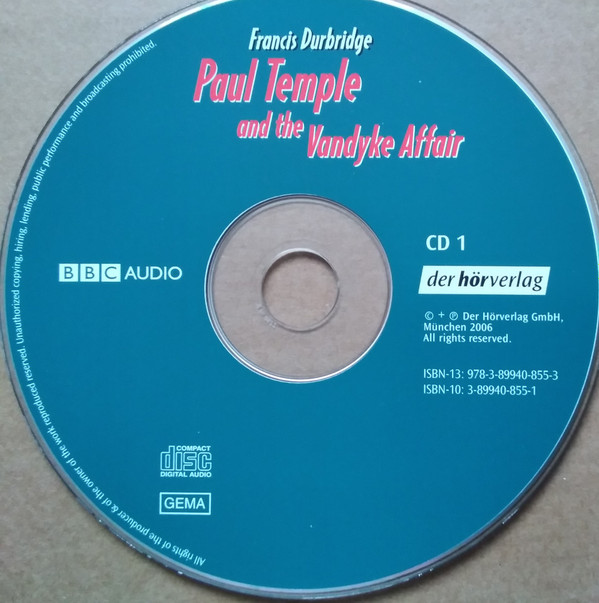 Francis Durbridge
Paul Temple
and the
Vandyke Affair
CD 1
BBC AUDIO
der hörverlag
© + ℗ Der Hörverlag GmbH,
München 2006
All rights reserved.
ISBN-13: 978-3-89940-855-3
ISBN-10: 3-89940-855-1
COMPACT
disc
DIGITAL AUDIO
GEMA
All rights of the producer & of the owner of the work reproduced reserved. Unauthorized copying, hiring, lending, public performance and broadcasting prohibited.